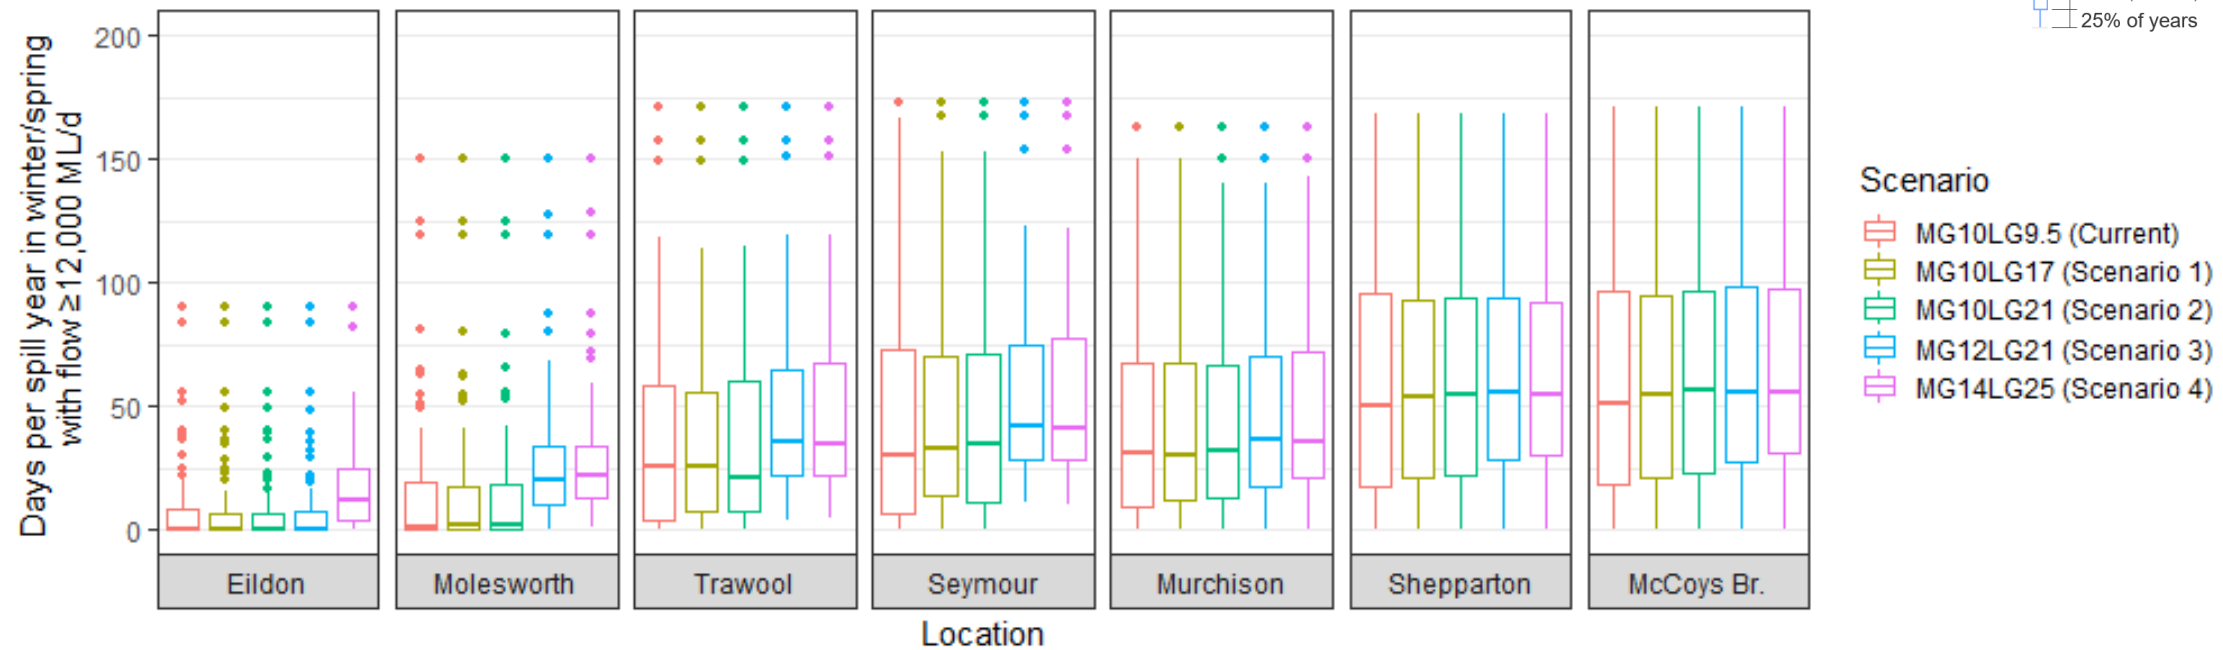 25% of years
Days per spill year in winter/spring
with flow ≥12,000 ML/d
200
150
100
50
0
Eildon
Molesworth
Trawool
Seymour
Murchison
Shepparton
McCoys Br.
Location
Scenario
MG10LG9.5 (Current)
MG10LG17 (Scenario 1)
MG10LG21 (Scenario 2)
MG12LG21 (Scenario 3)
MG14LG25 (Scenario 4)